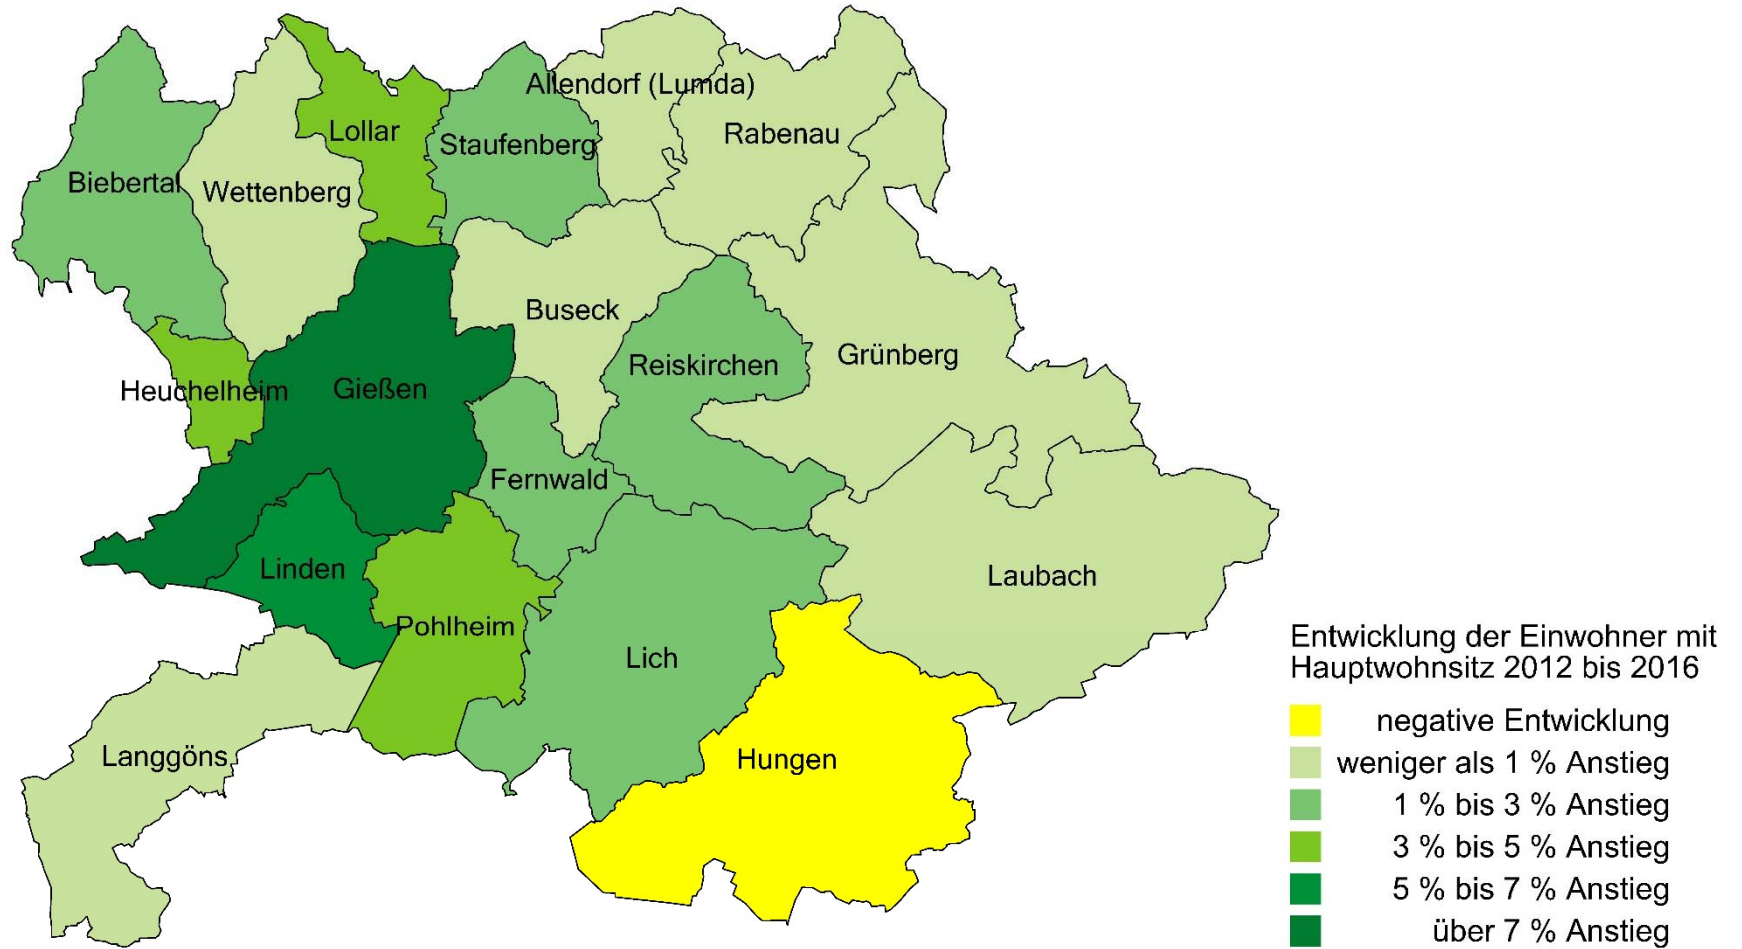 Allendorf (Lumda)
Lollar
Rabenau
Staufenberg
Biebertal
Wettenberg
Buseck
Grünberg
Reiskirchen
Heuchelheim
Gießen
Fernwald
Linden
Laubach
Pohlheim
Lich
Langgöns
Hungen
Entwicklung der Einwohner mit
Hauptwohnsitz 2012 bis 2016
negative Entwicklung
weniger als 1 % Anstieg
1 % bis 3 % Anstieg
3 % bis 5 % Anstieg
5 % bis 7 % Anstieg
über 7 % Anstieg